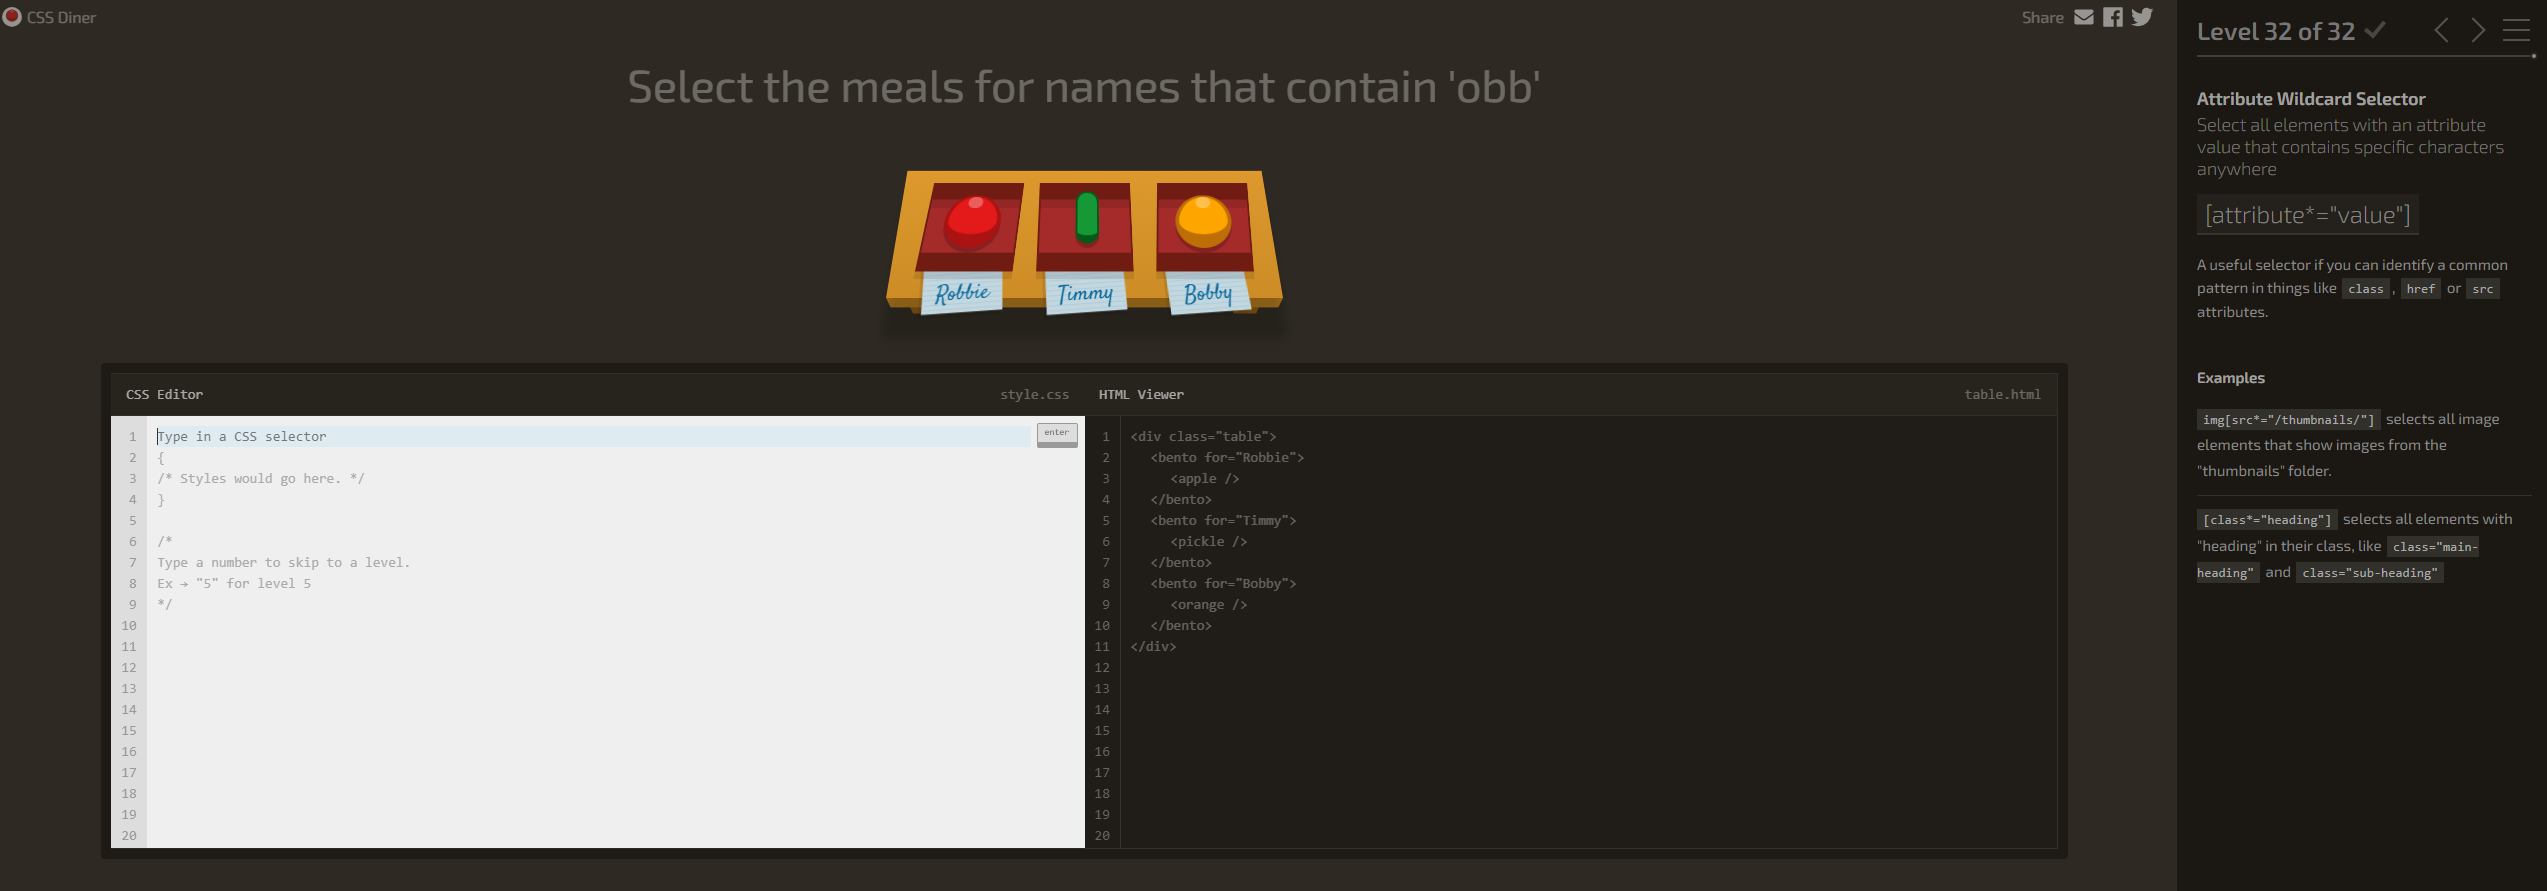 CSS Diner
Share
Select the meals for names that contain 'obb'
Robbie
Timmy
Bobby
CSS Editor
style.css
1 Type in a CSS selector
enter
2 {
3 /* Styles would go here. */
4 }
5
6 /*
7 Type a number to skip to a level.
8 Ex → "5" for level 5
9 */
10
11
12
13
14
15
16
17
18
19
20
HTML Viewer
table.html
1 <div class="table">
2 <bento for="Robbie">
3 <apple />
4 </bento>
5 <bento for="Timmy">
6 <pickle />
7 </bento>
8 <bento for="Bobby">
9 <orange />
10 </bento>
11 </div>
12
13
14
15
16
17
18
19
20
Level 32 of 32
Attribute Wildcard Selector
Select all elements with an attribute
value that contains specific characters
anywhere
[attribute*="value"]
A useful selector if you can identify a common
pattern in things like class , href or src
attributes.
Examples
img[src*="/thumbnails/"] selects all image
elements that show images from the
"thumbnails" folder.
[class*="heading"] selects all elements with
"heading" in their class, like class="main-
heading" and class="sub-heading"